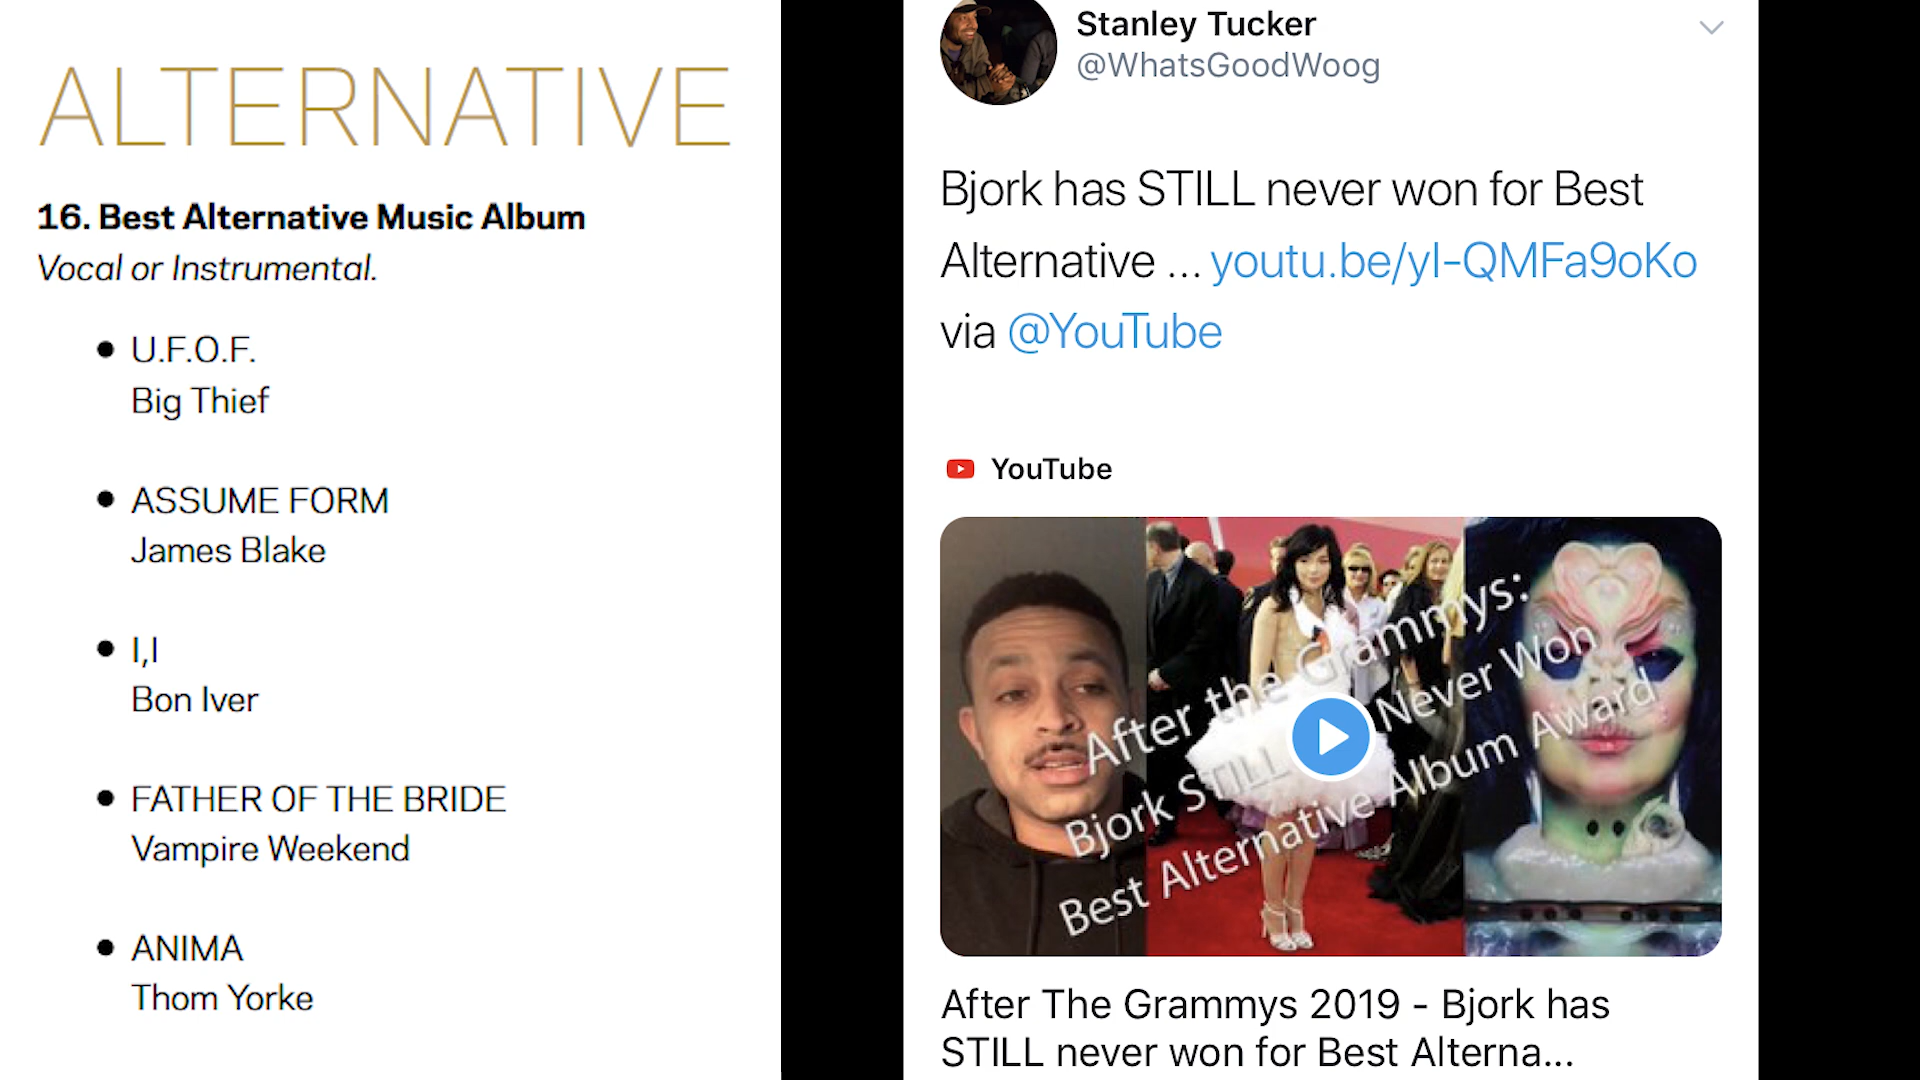 ALTERNATIVE
16. Best Alternative Music Album
Vocal or Instrumental.
• U.F.O.F.
Big Thief
• ASSUME FORM
James Blake
• I,I
Bon Iver
• FATHER OF THE BRIDE
Vampire Weekend
• ANIMA
Thom Yorke
Stanley Tucker
@WhatsGoodWoog
Bjork has STILL never won for Best
Alternative ... youtu.be/yI-QMFa9oKo
via @YouTube
YouTube
After the Grammys:
Bjork STILL Never Won
Best Alternative Album Award
After The Grammys 2019 - Bjork has
STILL never won for Best Alterna...